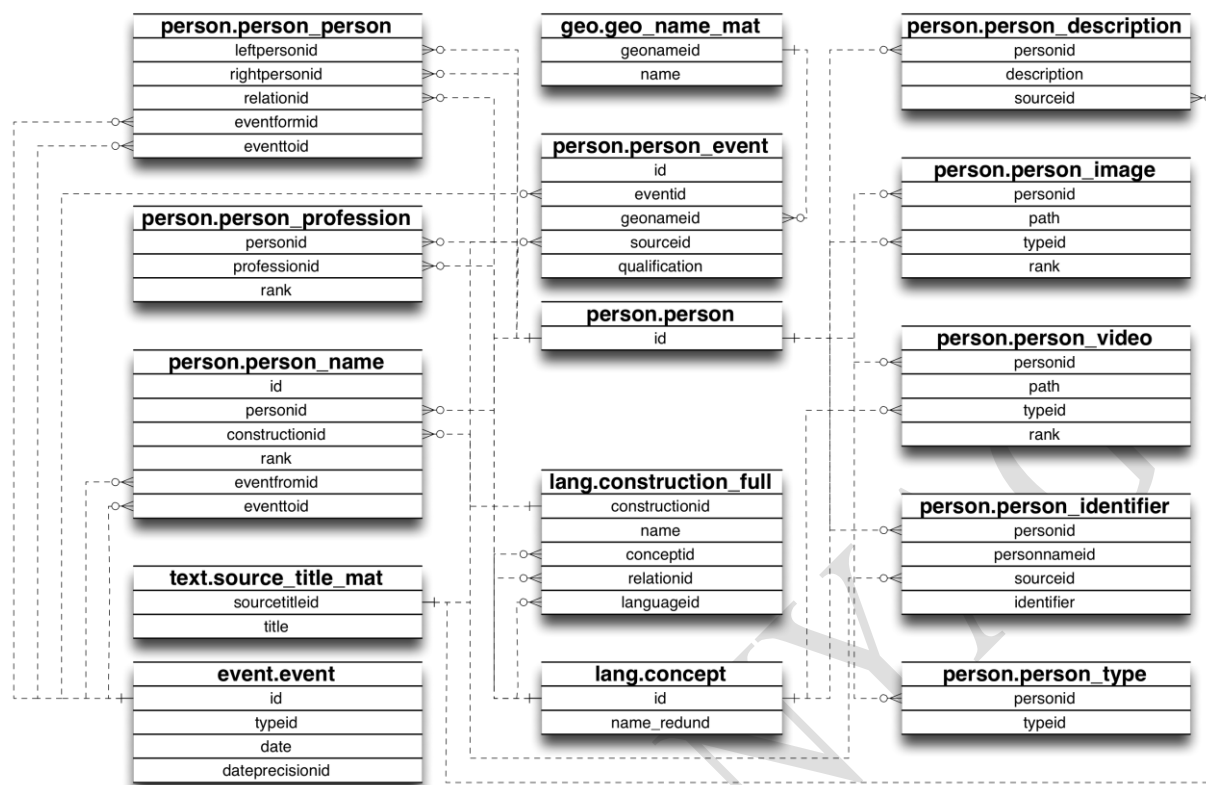 person.person_person
leftpersonid
rightpersonid
relationid
eventformid
eventtoid
person.person_profession
personid
professionid
rank
person.person_name
id
personid
constructionid
rank
eventfromid
eventtoid
text.source_title_mat
sourcetitleid
title
event.event
id
typeid
date
dateprecisionid
geo.geo_name_mat
geonameid
name
person.person_event
id
eventid
geonameid
sourceid
qualification
person.person
id
lang.construction_full
constructionid
name
conceptid
relationid
languageid
lang.concept
id
name_redund
person.person_description
personid
description
sourceid
person.person_image
personid
path
typeid
rank
person.person_video
personid
path
typeid
rank
person.person_identifier
personid
personnameid
sourceid
identifier
person.person_type
personid
typeid